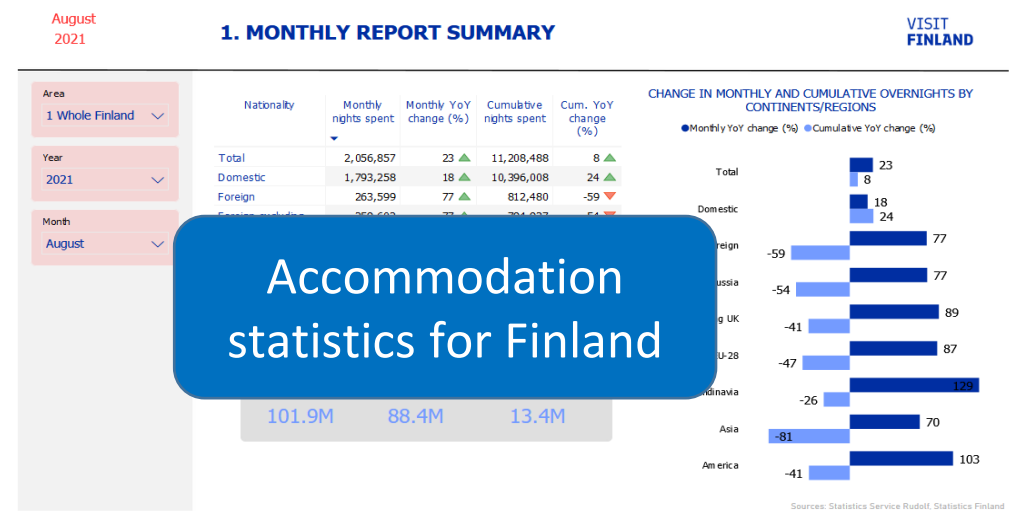 August
2021
1. MONTHLY REPORT SUMMARY
VISIT
FINLAND
Area
1 Whole Finland
Year
2021
Month
August
Nationality Monthly nights spent Monthly YoY change (%) Cumulative nights spent Cum. YoY change (%)
Total 2,056,857 23 11,208,488 8
Domestic 1,793,258 18 10,396,008 24
Foreign 263,599 77 812,480 -59
Accommodation
statistics for Finland
101.9M 88.4M 13.4M
CHANGE IN MONTHLY AND CUMULATIVE OVERNIGHTS BY
CONTINENTS/REGIONS
Monthly YoY change (%) Cumulative YoY change (%)
Total 23
8
Domestic 18
24
77
-59
77
-54
UK 89
-41
87
-47
129
-26
Asia 70
-81
America 103
-41
Sources: Statistics Service Rudolf, Statistics Finland